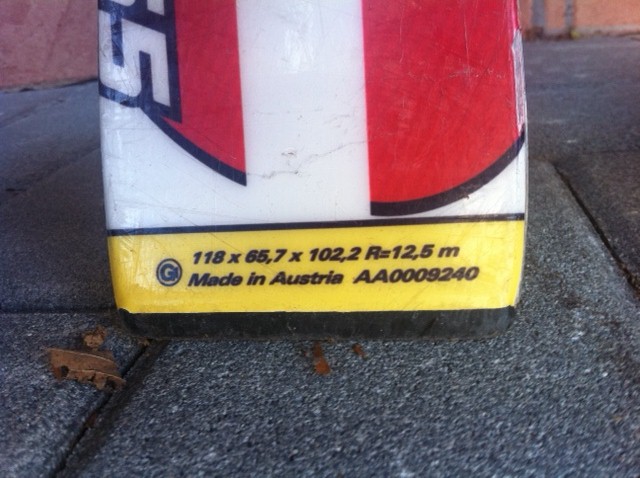 118 x 65,7 x 102,2 R=12,5 m
G Made in Austria AA0009240